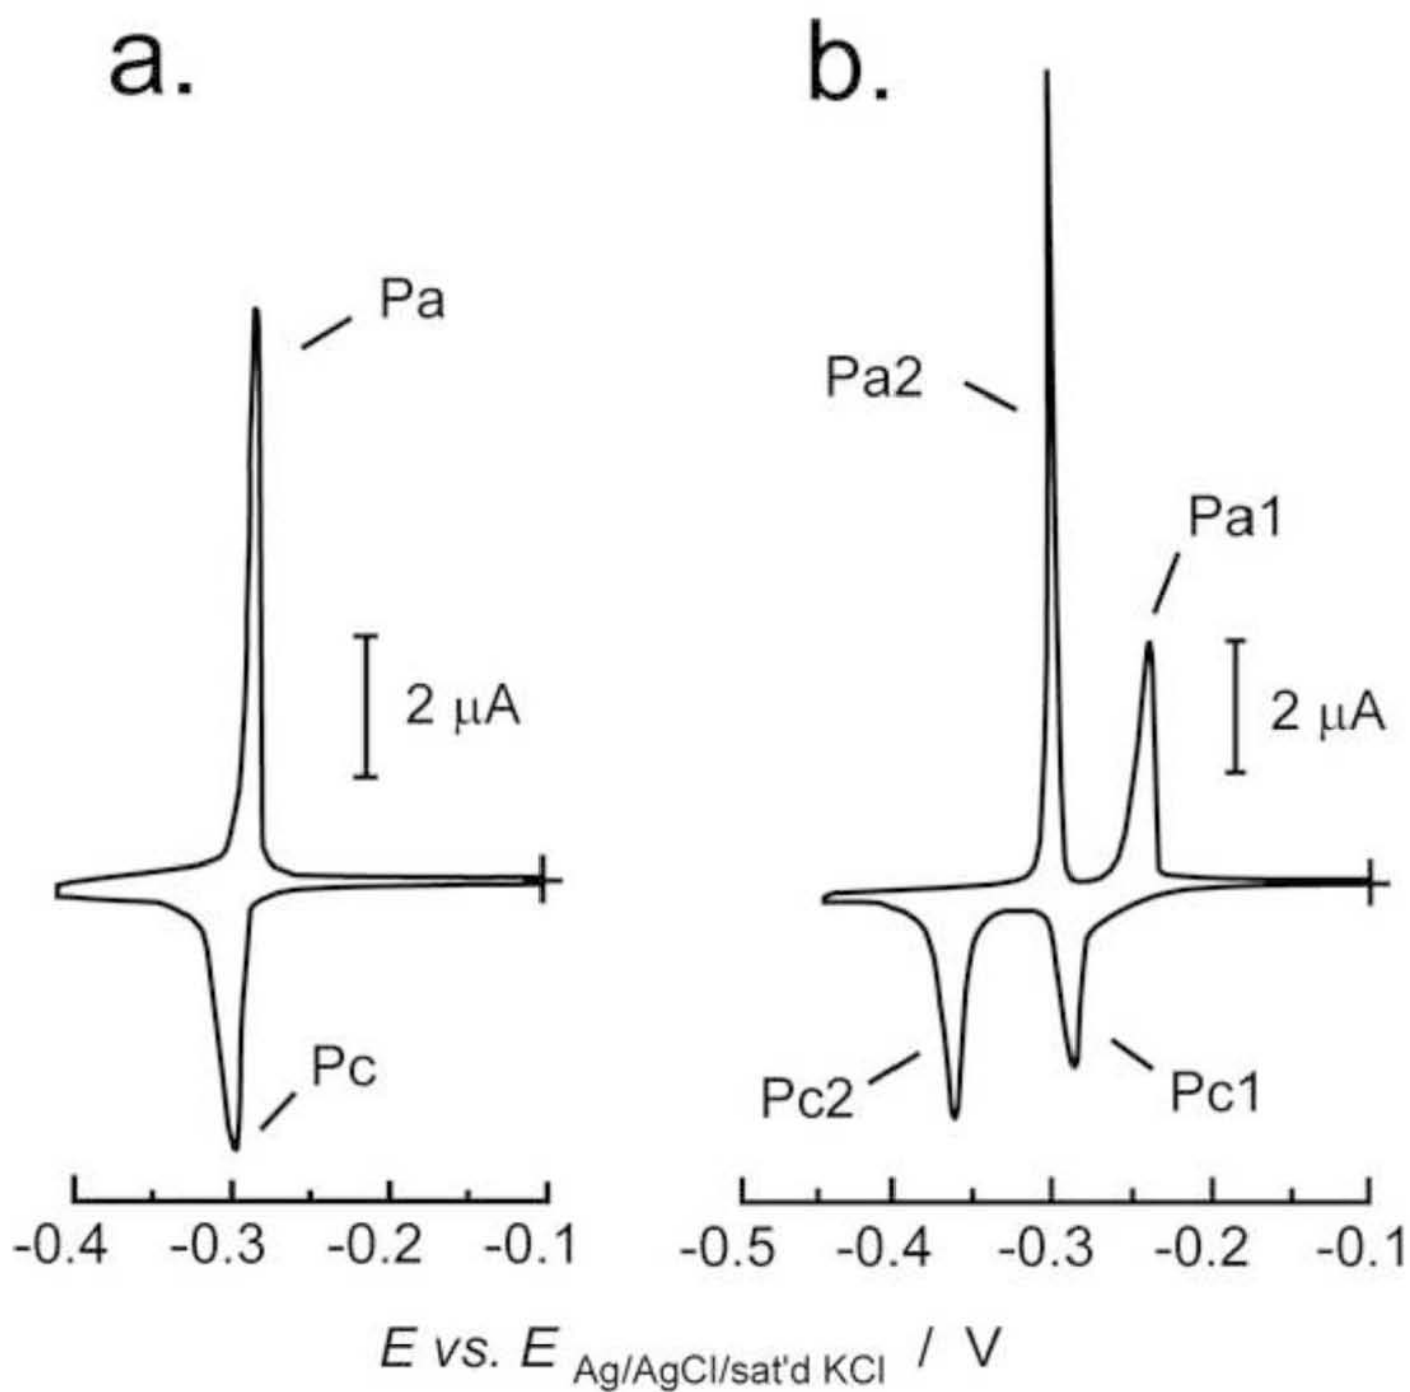 a.
b.
Pa
Pa2
Pa1
2 μA
2 μA
Pc
Pc2
Pc1
-0.4 -0.3 -0.2 -0.1
-0.5 -0.4 -0.3 -0.2 -0.1
E vs. E Ag/AgCl/sat'd KCl / V